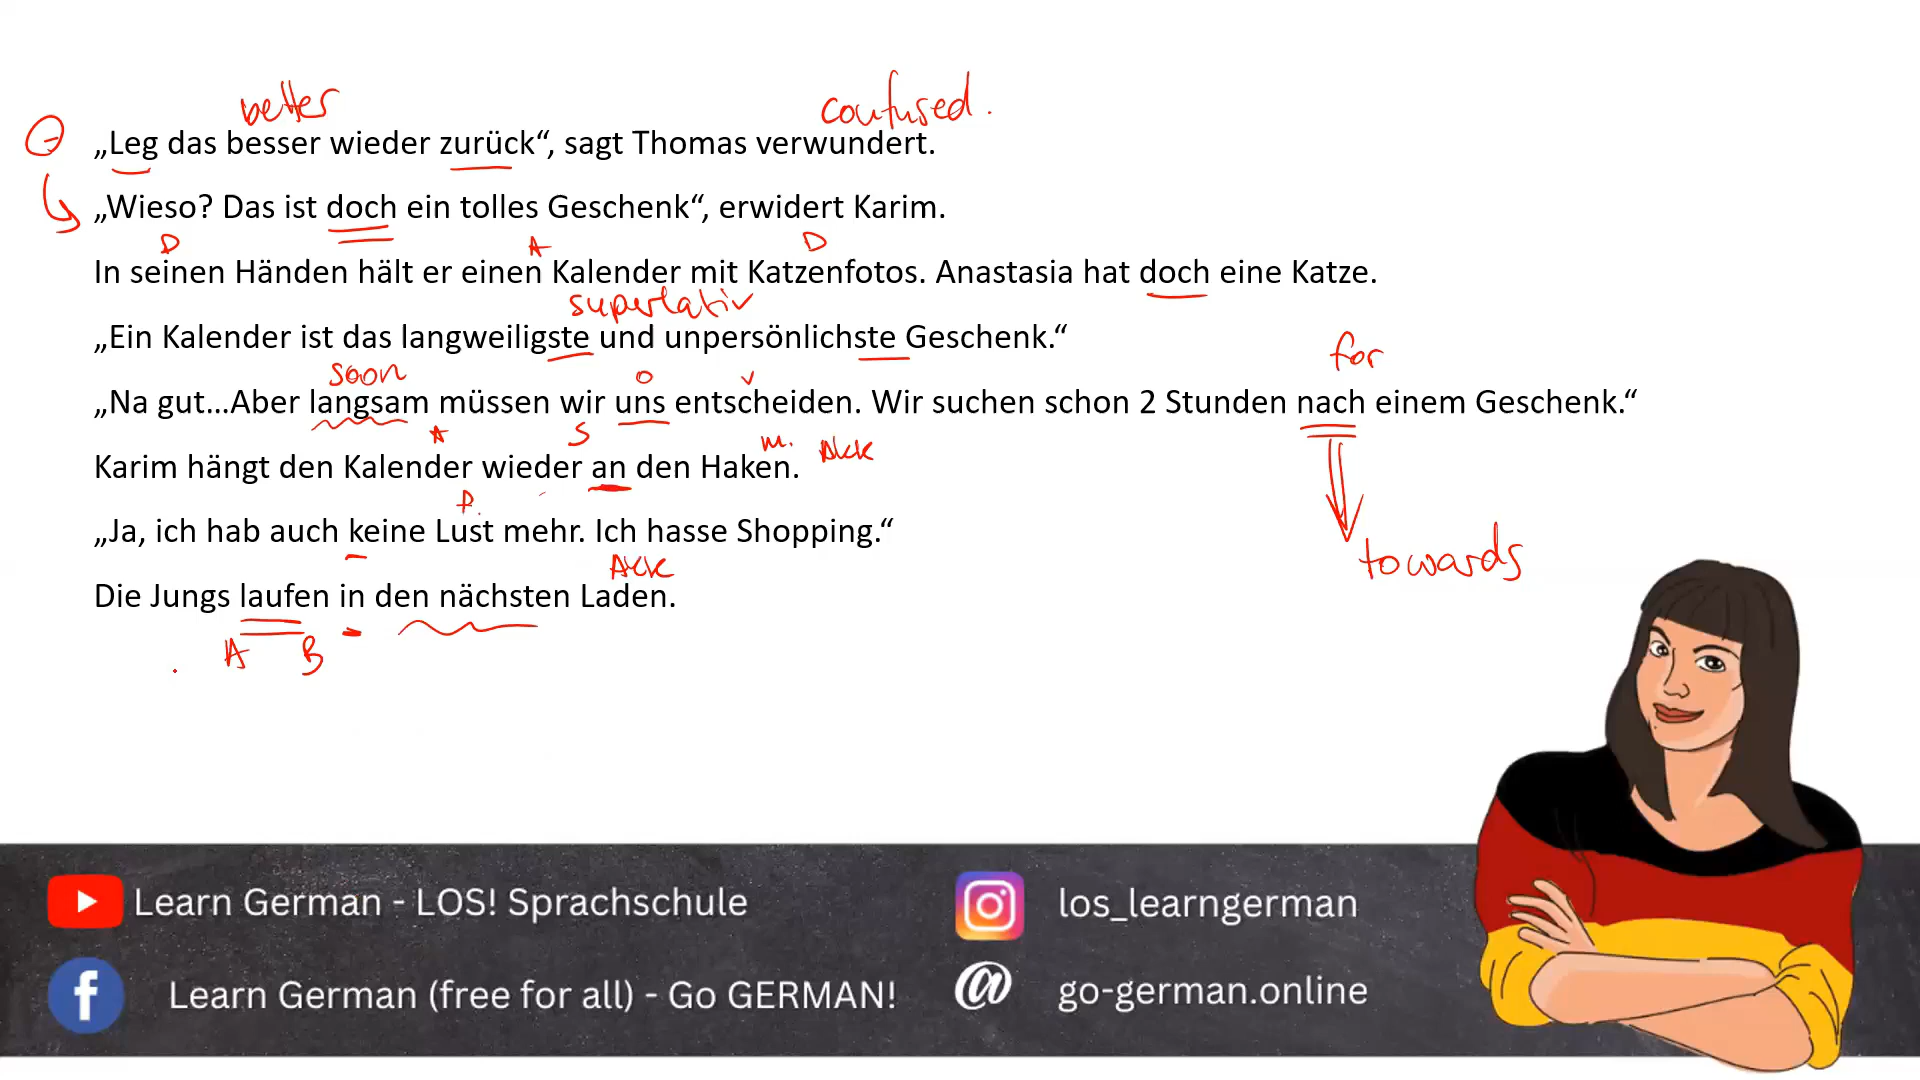 better confused.
„Leg das besser wieder zurück“, sagt Thomas verwundert.
„Wieso? Das ist doch ein tolles Geschenk“, erwidert Karim.
D A D
In seinen Händen hält er einen Kalender mit Katzenfotos. Anastasia hat doch eine Katze.
superlativ
„Ein Kalender ist das langweiligste und unpersönlichste Geschenk.“
soon o v for
„Na gut...Aber langsam müssen wir uns entscheiden. Wir suchen schon 2 Stunden nach einem Geschenk.“
A S m. Akk
Karim hängt den Kalender wieder an den Haken.
„Ja, ich hab auch keine Lust mehr. Ich hasse Shopping.“
Akk towards
Die Jungs laufen in den nächsten Laden.
A B
Learn German - LOS! Sprachschule
los_learngerman
Learn German (free for all) - Go GERMAN!
go-german.online